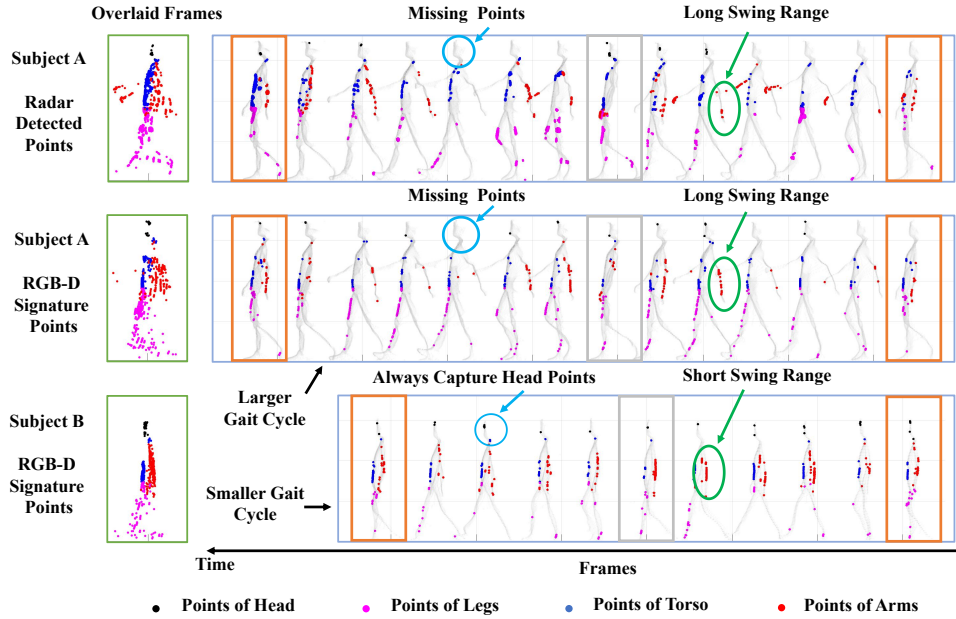 Overlaid Frames
Missing Points
Long Swing Range
Subject A
Radar
Detected
Points
Missing Points
Long Swing Range
Subject A
RGB-D
Signature
Points
Larger
Gait Cycle
Always Capture Head Points
Short Swing Range
Subject B
RGB-D
Signature
Points
Smaller Gait
Cycle
Time
Frames
Points of Head
Points of Legs
Points of Torso
Points of Arms